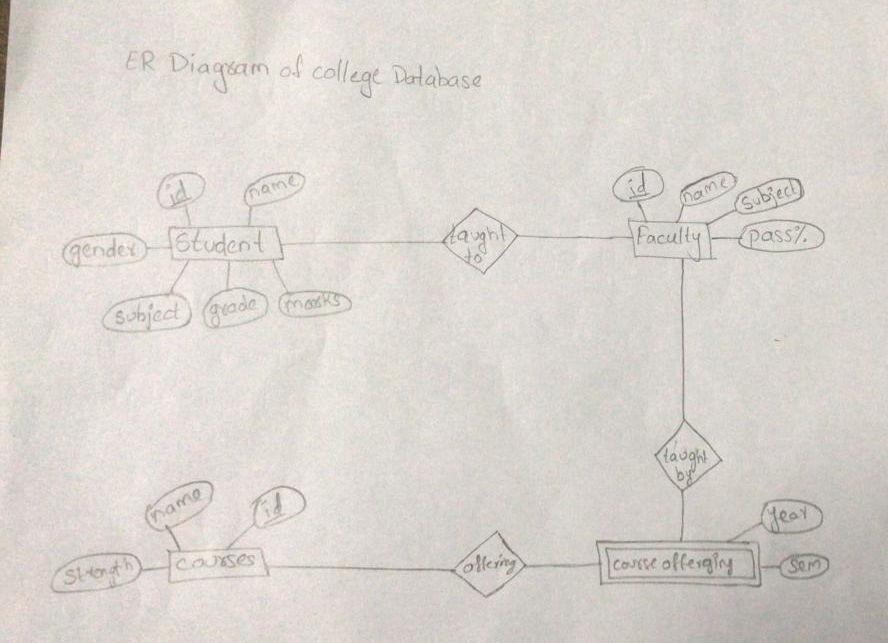 ER Diagram of college Database
id
name
gender
Student
subject
grade
marks
taught
to
id
name
subject
pass%
Faculty
taught
by
name
id
strength
courses
offering
year
course offerging
sem